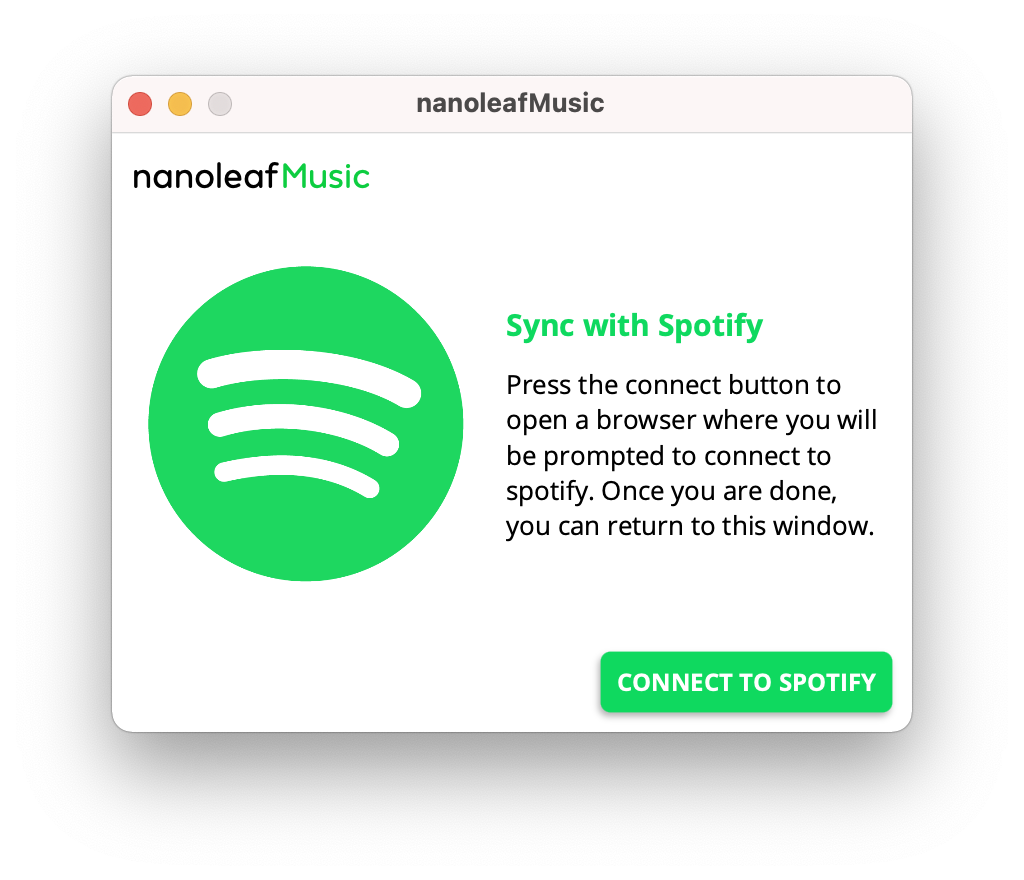 nanoleafMusic
nanoleafMusic
Sync with Spotify
Press the connect button to
open a browser where you will
be prompted to connect to
spotify. Once you are done,
you can return to this window.
CONNECT TO SPOTIFY